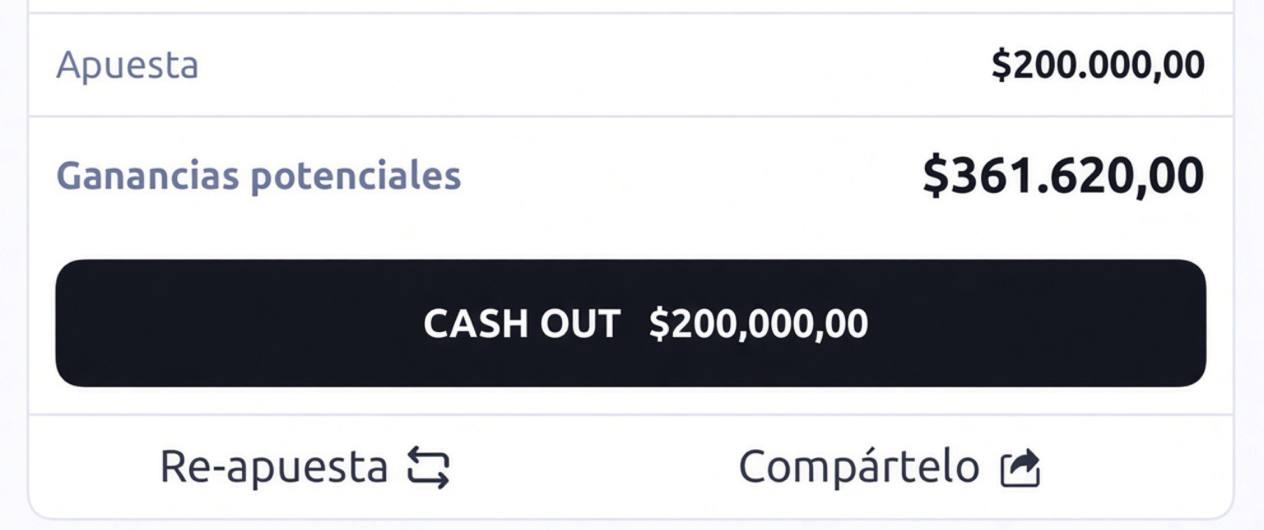 Apuesta $200.000,00
Ganancias potenciales $361.620,00
CASH OUT $200,000,00
Re-apuesta Compártelo